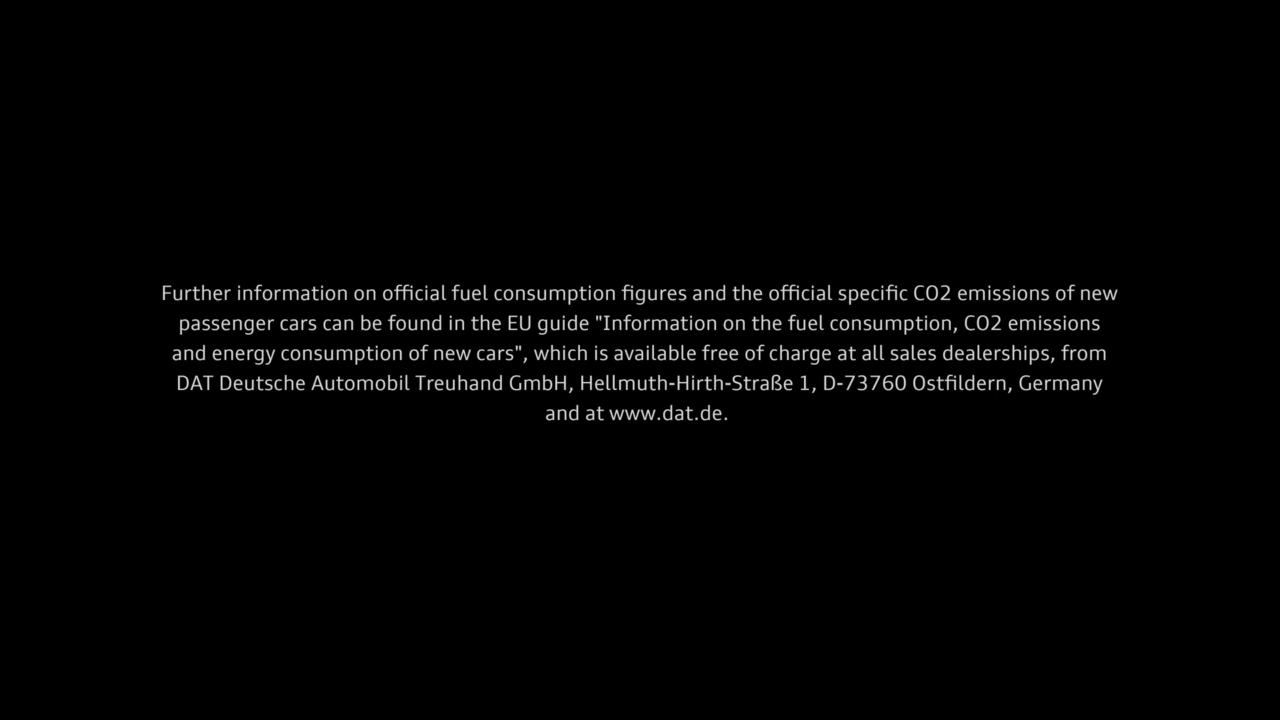 Further information on official fuel consumption figures and the official specific CO2 emissions of new
passenger cars can be found in the EU guide "Information on the fuel consumption, CO2 emissions
and energy consumption of new cars", which is available free of charge at all sales dealerships, from
DAT Deutsche Automobil Treuhand GmbH, Hellmuth-Hirth-Straße 1, D-73760 Ostfildern, Germany
and at www.dat.de.